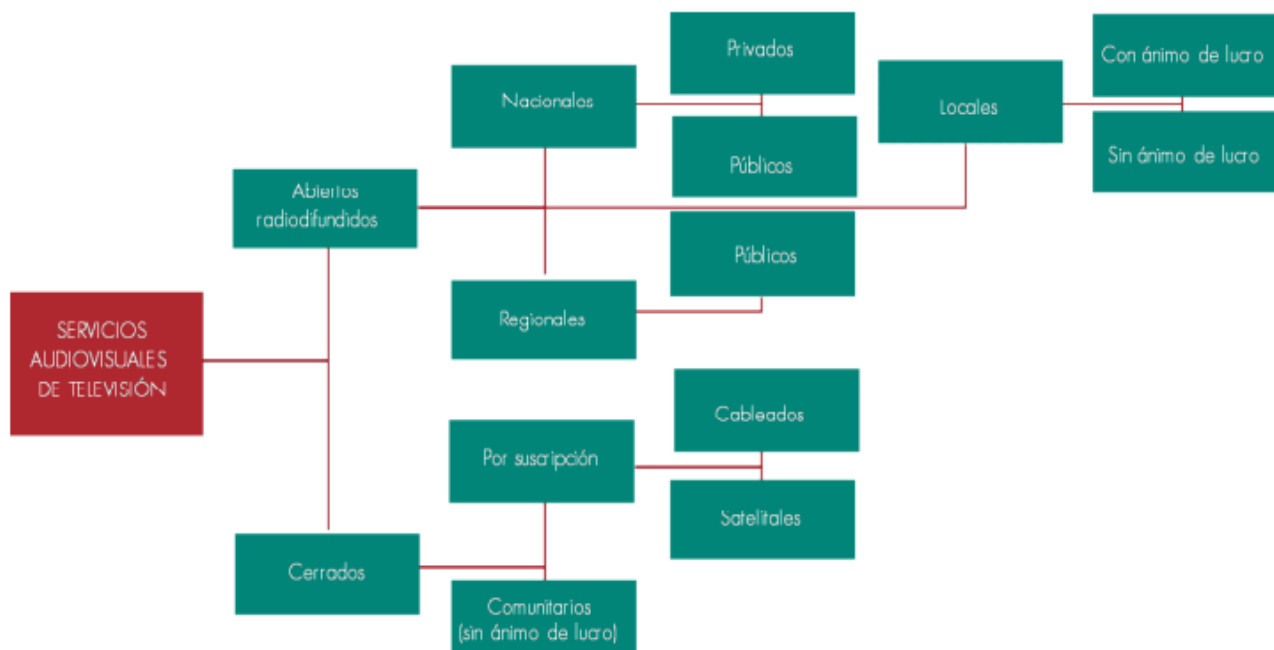 SERVICIOS
AUDIOVISUALES
DE TELEVISIÓN
Abiertos
radiodifundidos
Nacionalos
Privados
Públicos
Locales
Con ánimo de lucro
Sin ánimo de lucro
Regionales
Públicos
Cerrados
Por suscripción
Cableados
Satelitales
Comunitarios
(sin ánimo de lucro)